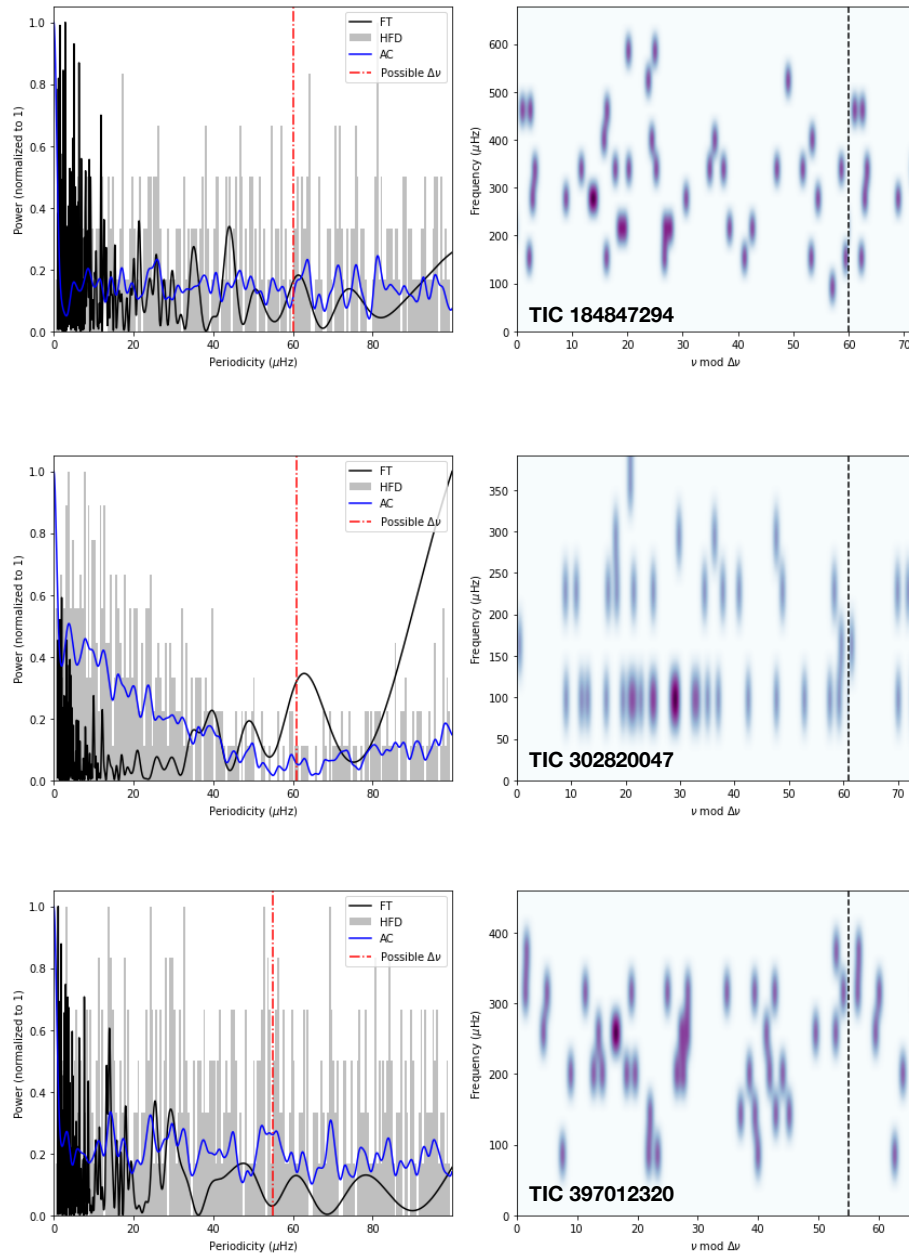 FT
HFD
AC
Possible Δν
Power (normalized to 1)
1.0
0.8
0.6
0.4
0.2
0.0
0 20 40 60 80
Periodicity (μHz)
Frequency (μHz)
600
500
400
300
200
100
0
TIC 184847294
0 10 20 30 40 50 60 70
ν mod Δν
FT
HFD
AC
Possible Δν
Power (normalized to 1)
1.0
0.8
0.6
0.4
0.2
0.0
0 20 40 60 80
Periodicity (μHz)
Frequency (μHz)
350
300
250
200
150
100
50
0
TIC 302820047
0 10 20 30 40 50 60 70
ν mod Δν
FT
HFD
AC
Possible Δν
Power (normalized to 1)
1.0
0.8
0.6
0.4
0.2
0.0
0 20 40 60 80
Periodicity (μHz)
Frequency (μHz)
400
300
200
100
0
TIC 397012320
0 10 20 30 40 50 60
ν mod Δν